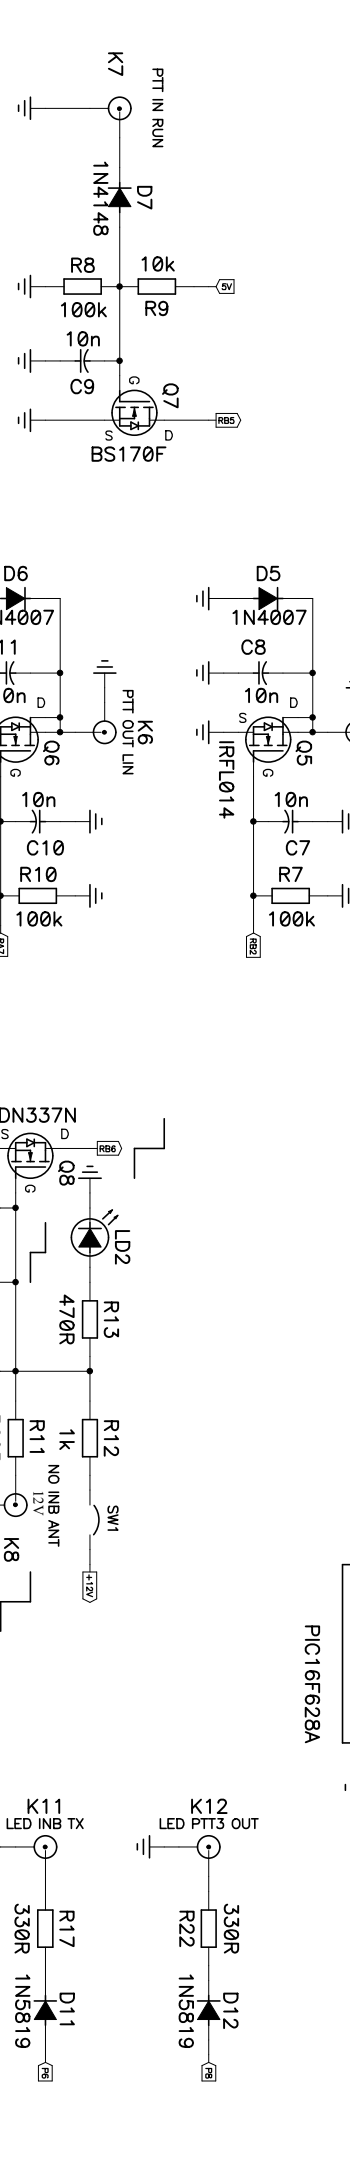 K7
PTT IN RUN
1N4148
D7
R8
100k
10k
R9
5V
10n
C9
G
Q7
S
D
RB5
BS170F
D6
4007
11
0n
D
Q6
G
PTT
OUT LIN
K6
10n
C10
R10
100k
D5
1N4007
C8
10n
S
D
Q5
G
IRFL014
10n
C7
R7
100k
RB2
DN337N
S
D
RB6
Q8
G
LD2
R13
470R
R12
1k
R11
NO INB ANT
12V
K8
SW1
+12V
PIC16F628A
K11
LED INB TX
R17
330R
D11
1N5819
P6
K12
LED PTT3 OUT
330R
R22
D12
1N5819
P8